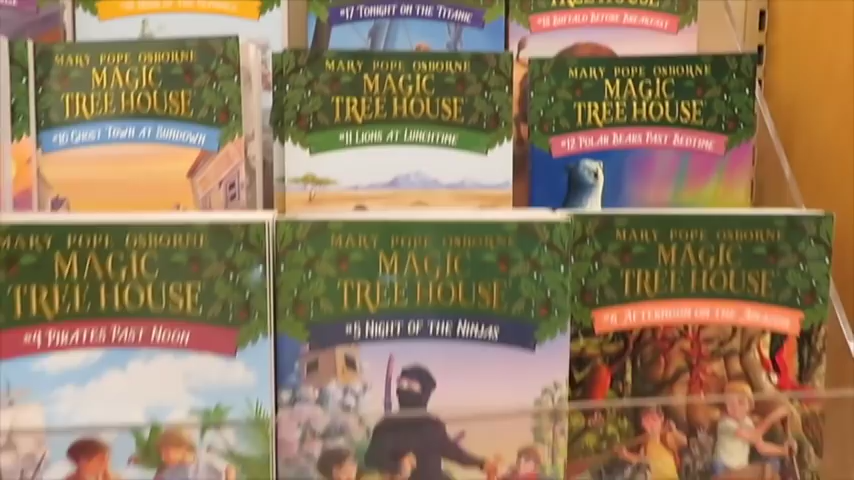 #17 TONIGHT ON THE TITANIC
#18 BUFFALO BEFORE BREAKFAST
MARY POPE OSBORNE
MAGIC
TREE HOUSE
#10 GHOST TOWN AT SUNDOWN
MARY POPE OSBORNE
MAGIC
TREE HOUSE
#11 LIONS AT LUNCHTIME
MARY POPE OSBORNE
MAGIC
TREE HOUSE
#12 POLAR BEARS PAST BEDTIME
MARY POPE OSBORNE
MAGIC
TREE HOUSE
#4 PIRATES PAST NOON
MARY POPE OSBORNE
MAGIC
TREE HOUSE
#5 NIGHT OF THE NINJAS
MARY POPE OSBORNE
MAGIC
TREE HOUSE
#6 AFTERNOON ON THE AMAZON